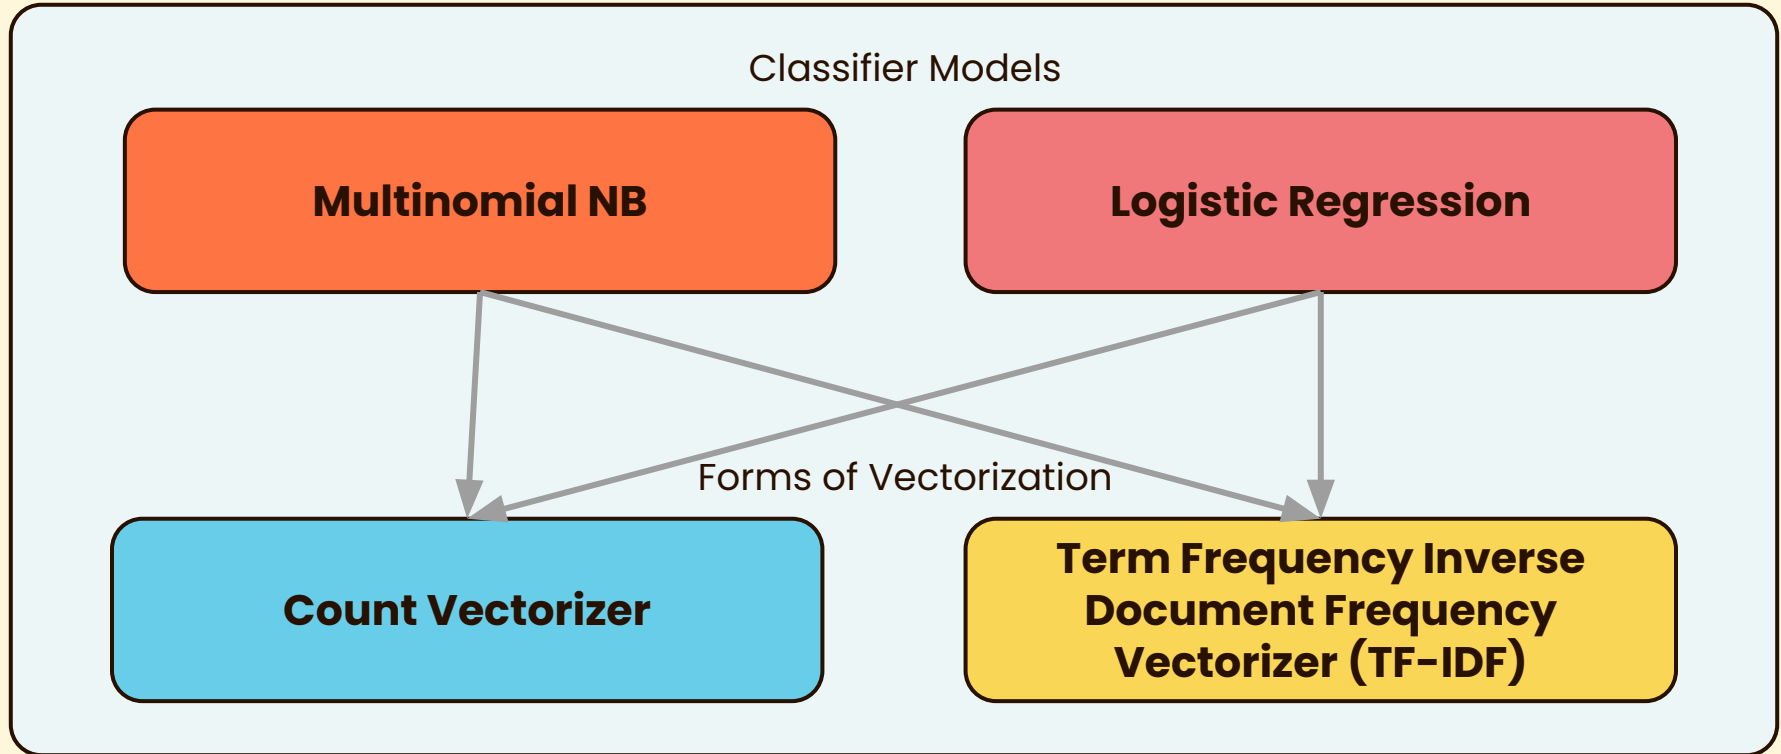 Classifier Models
Multinomial NB
Logistic Regression
Forms of Vectorization
Count Vectorizer
Term Frequency Inverse
Document Frequency
Vectorizer (TF-IDF)